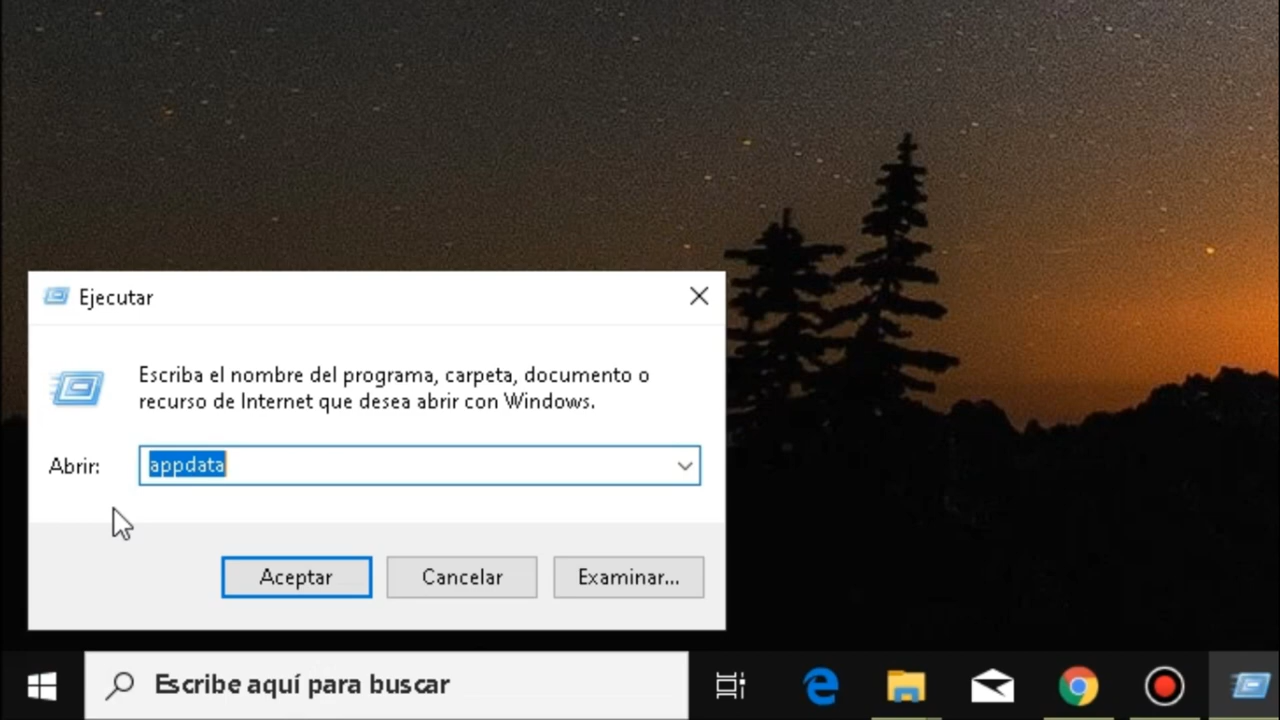 Ejecutar
Escriba el nombre del programa, carpeta, documento o
recurso de Internet que desea abrir con Windows.
Abrir: appdata
Aceptar Cancelar Examinar...
Escribe aquí para buscar